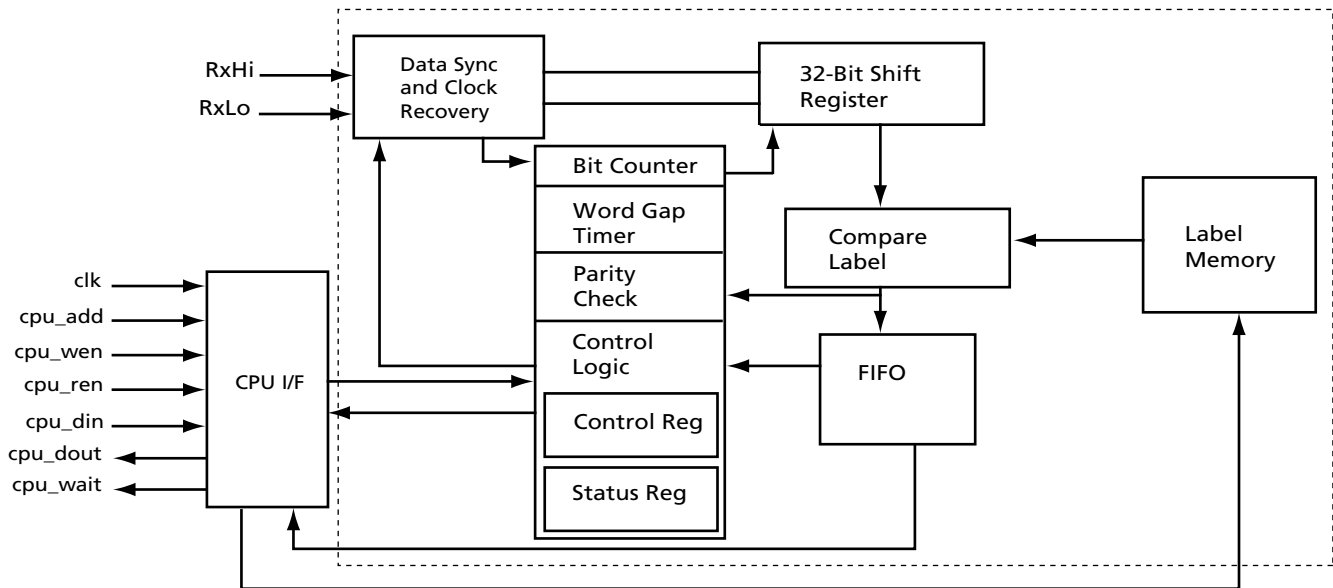 RxHi
RxLo
Data Sync
and Clock
Recovery
32-Bit Shift
Register
Bit Counter
Word Gap
Timer
Parity
Check
Control
Logic
Control Reg
Status Reg
Compare
Label
Label
Memory
FIFO
clk
cpu_add
cpu_wen
cpu_ren
cpu_din
cpu_dout
cpu_wait
CPU I/F